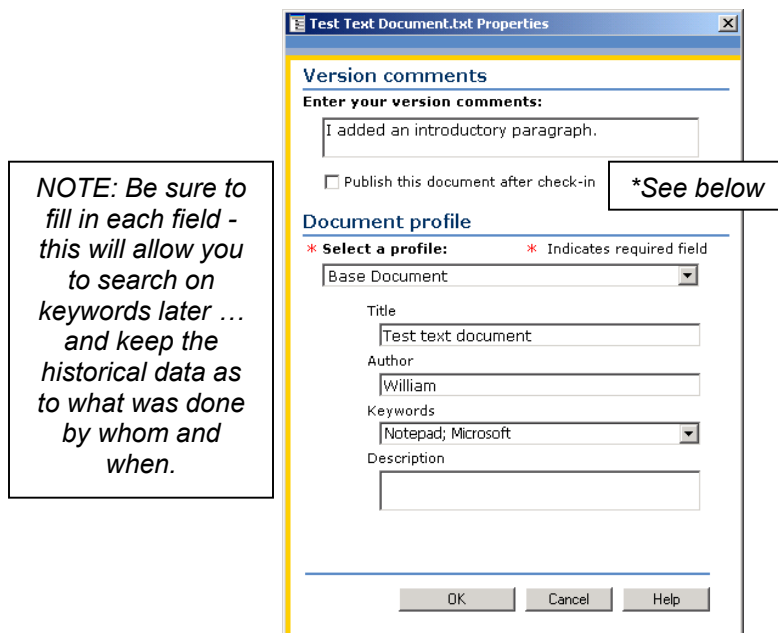 Test Text Document.txt Properties
Version comments
Enter your version comments:
I added an introductory paragraph.
Publish this document after check-in
*See below
NOTE: Be sure to
fill in each field -
this will allow you
to search on
keywords later …
and keep the
historical data as
to what was done
by whom and
when.
Document profile
* Select a profile: * Indicates required field
Base Document
Title
Test text document
Author
William
Keywords
Notepad; Microsoft
Description
OK Cancel Help